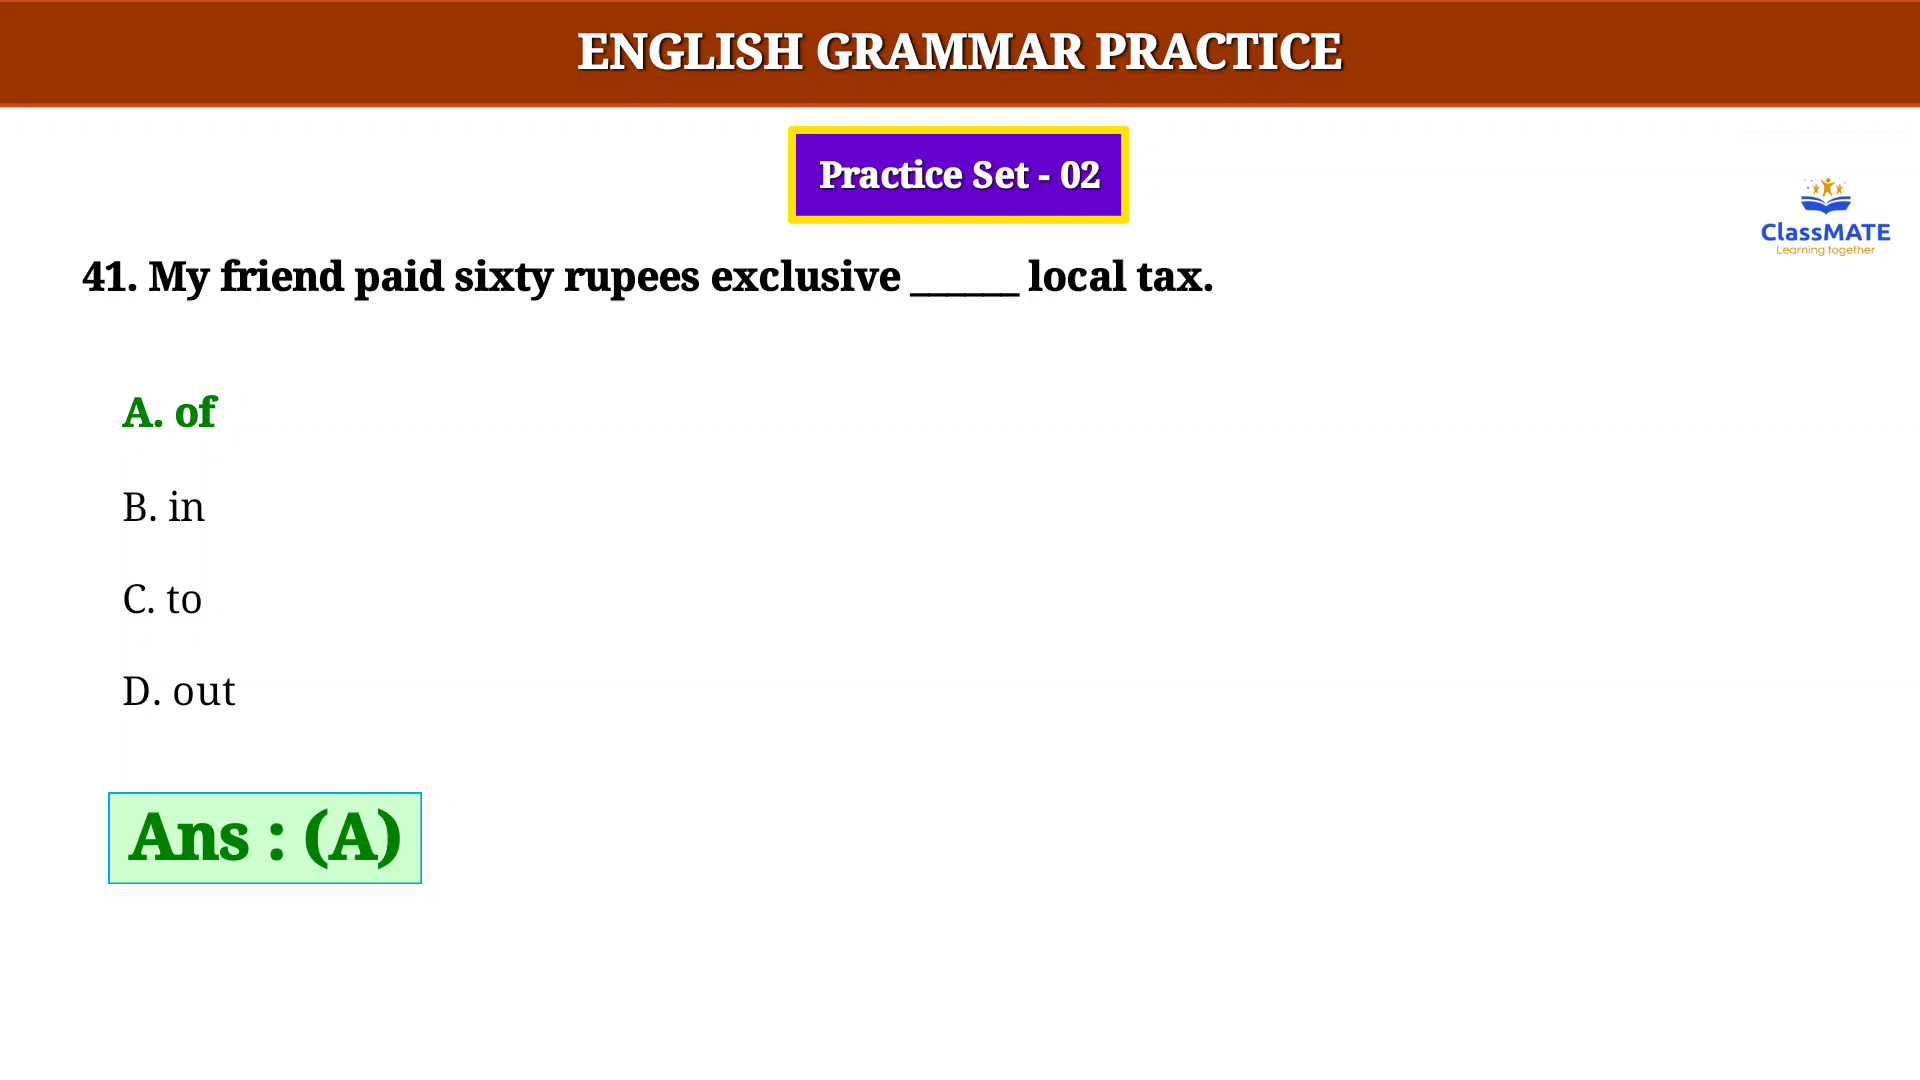 ENGLISH GRAMMAR PRACTICE
Practice Set - 02
ClassMATE
Learning together
41. My friend paid sixty rupees exclusive ______ local tax.
A. of
B. in
C. to
D. out
Ans : (A)